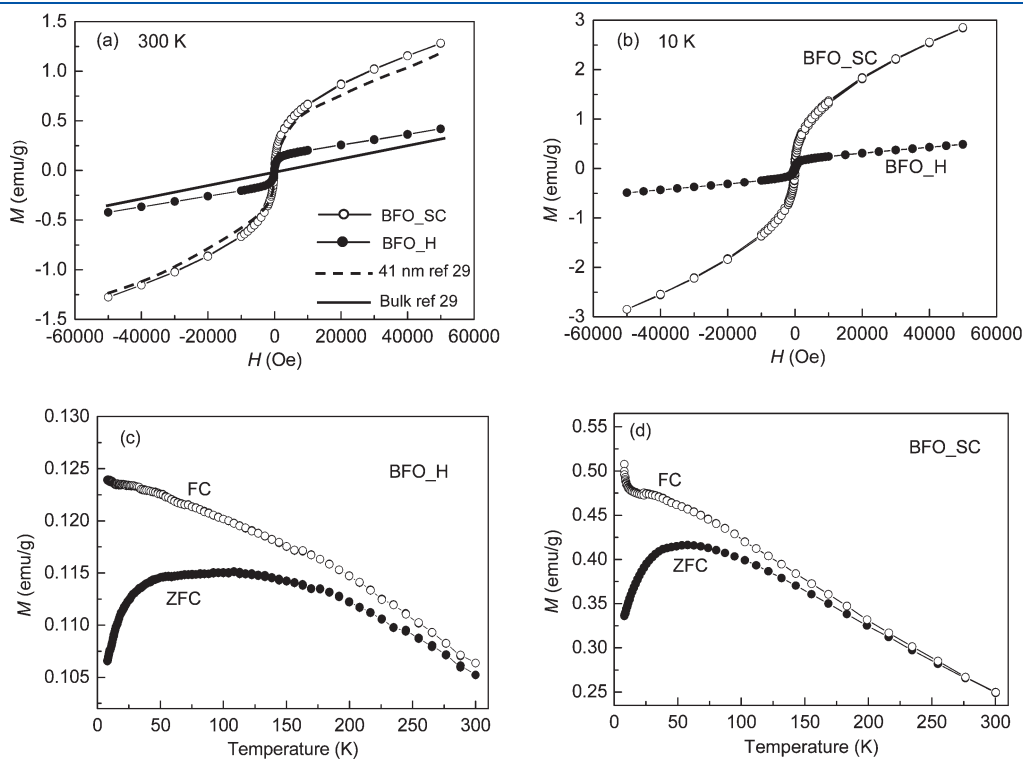 (a) 300 K
1.5
1.0
0.5
0.0
-0.5
-1.0
-1.5
M (emu/g)
BFO_SC
BFO_H
41 nm ref 29
Bulk ref 29
-60000 -40000 -20000 0 20000 40000 60000
H (Oe)
(b) 10 K
3
2
1
0
-1
-2
-3
M (emu/g)
BFO_SC
BFO_H
-60000 -40000 -20000 0 20000 40000 60000
H (Oe)
(c)
BFO_H
0.130
0.125
0.120
0.115
0.110
0.105
M (emu/g)
FC
ZFC
0 50 100 150 200 250 300
Temperature (K)
(d)
BFO_SC
0.55
0.50
0.45
0.40
0.35
0.30
0.25
M (emu/g)
FC
ZFC
0 50 100 150 200 250 300
Temperature (K)